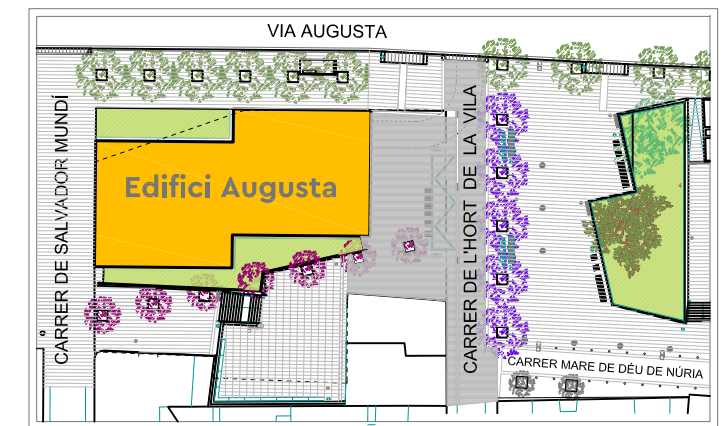 VIA AUGUSTA
CARRER DE SALVADOR MUNDÍ
Edifici Augusta
CARRER DE L'HORT DE LA VILA
CARRER MARE DE DÉU DE NÚRIA